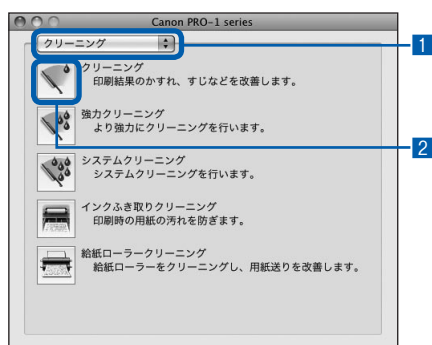 Canon PRO-1 series
クリーニング
1
クリーニング
印刷結果のかすれ、すじなどを改善します。
2
強力クリーニング
より強力にクリーニングを行います。
システムクリーニング
システムクリーニングを行います。
インクふき取りクリーニング
印刷時の用紙の汚れを防ぎます。
給紙ローラークリーニング
給紙ローラーをクリーニングし、用紙送りを改善します。